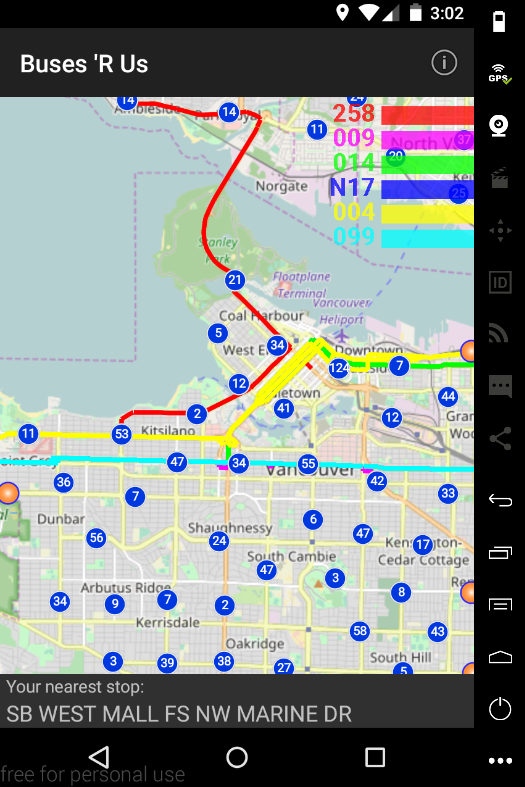 3:02
Buses 'R Us
i
GPS
14
Ambleside
14
24
258
11
009
37
North V
014
20
N17
25
Norgate
004
099
Stanley
Park
21
Floatplane
Terminal
Vancouver
Heliport
Coal Harbour
5
34
West E
Downtown
124
7
12
44
2
41
12
11
53
Kitsilano
Vancouver
47
34
55
42
36
7
33
Dunbar
6
Shaughnessy
56
24
47
17
South Cambie
Kensington-
Cedar Cottage
47
3
Arbutus Ridge
8
34
9
7
2
Kerrisdale
58
43
Oakridge
3
39
38
27
South Hill
5
Your nearest stop:
SB WEST MALL FS NW MARINE DR
ID
free for personal use